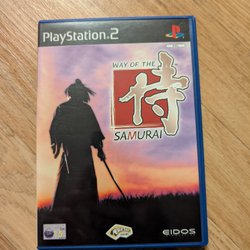 PlayStation.2
WAY OF THE
侍
SAMURAI
EIDOS